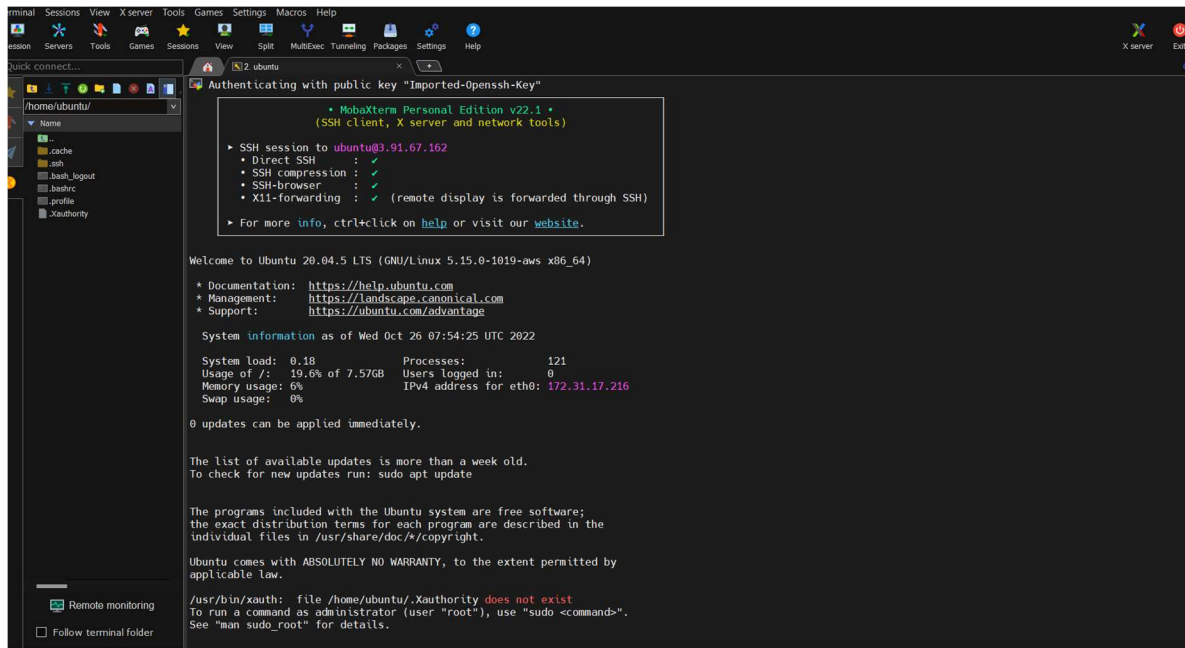 Terminal Sessions View X server Tools Games Settings Macros Help
Session Servers Tools Games Sessions View Split MultiExec Tunneling Packages Settings Help X server Exit
Quick connect...
2. ubuntu
/home/ubuntu/
Name
..
.cache
.ssh
.bash_logout
.bashrc
.profile
.Xauthority
Remote monitoring
Follow terminal folder
Authenticating with public key "Imported-Openssh-Key"
• MobaXterm Personal Edition v22.1 •
(SSH client, X server and network tools)
► SSH session to ubuntu@3.91.67.162
• Direct SSH : ✔
• SSH compression : ✔
• SSH-browser : ✔
• X11-forwarding : ✔ (remote display is forwarded through SSH)
► For more info, ctrl+click on help or visit our website.
Welcome to Ubuntu 20.04.5 LTS (GNU/Linux 5.15.0-1019-aws x86_64)
* Documentation: https://help.ubuntu.com
* Management: https://landscape.canonical.com
* Support: https://ubuntu.com/advantage
System information as of Wed Oct 26 07:54:25 UTC 2022
System load: 0.18 Processes: 121
Usage of /: 19.6% of 7.57GB Users logged in: 0
Memory usage: 6% IPv4 address for eth0: 172.31.17.216
Swap usage: 0%
0 updates can be applied immediately.
The list of available updates is more than a week old.
To check for new updates run: sudo apt update
The programs included with the Ubuntu system are free software;
the exact distribution terms for each program are described in the
individual files in /usr/share/doc/*/copyright.
Ubuntu comes with ABSOLUTELY NO WARRANTY, to the extent permitted by
applicable law.
/usr/bin/xauth: file /home/ubuntu/.Xauthority does not exist
To run a command as administrator (user "root"), use "sudo <command>".
See "man sudo_root" for details.